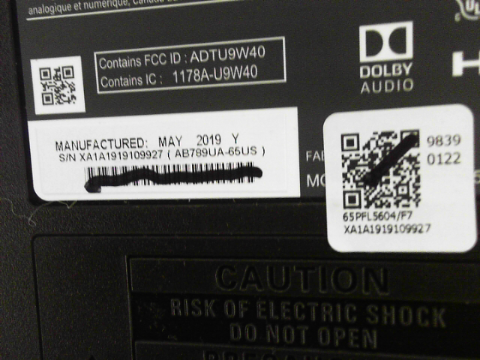 analogique et numérique, Canada
Contains FCC ID : ADTU9W40
Contains IC : 1178A-U9W40
DOLBY
AUDIO
H
MANUFACTURED: MAY 2019 Y
S/N XA1A1919109927 ( AB789UA-65US )
9839
0122
65PFL5604/F7
XA1A1919109927
CAUTION
RISK OF ELECTRIC SHOCK
DO NOT OPEN